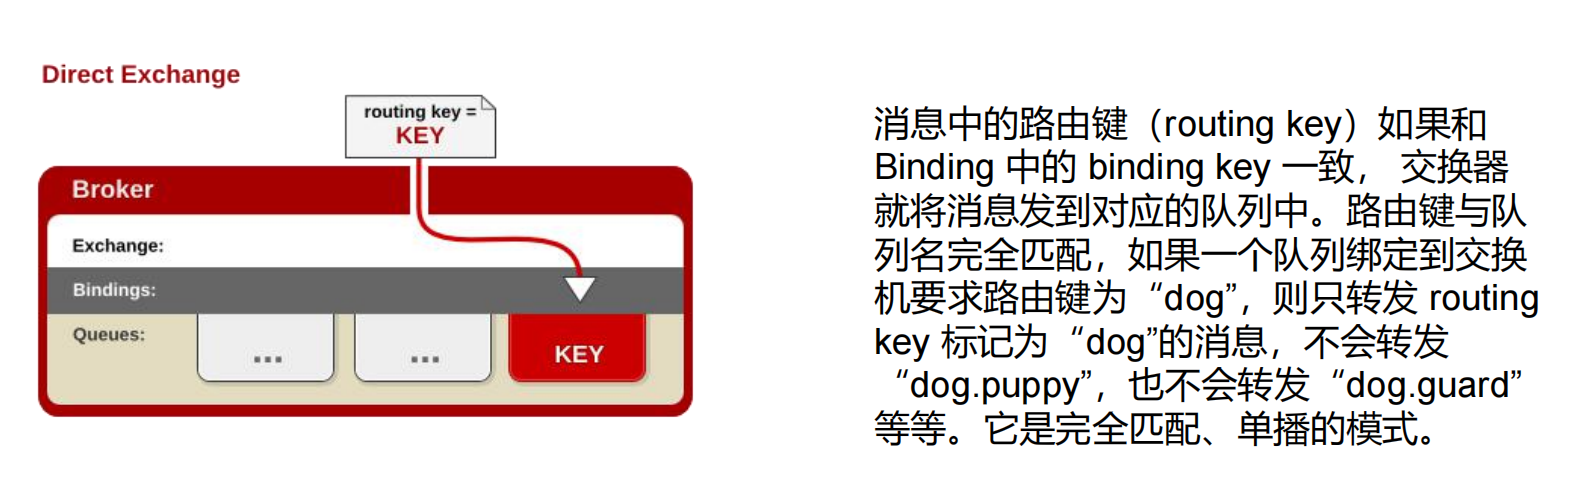 Direct Exchange
routing key =
KEY
Broker
Exchange:
Bindings:
Queues:
...
...
KEY
消息中的路由键（routing key）如果和
Binding 中的 binding key 一致， 交换器
就将消息发到对应的队列中。路由键与队
列名完全匹配，如果一个队列绑定到交换
机要求路由键为“dog”，则只转发 routing
key 标记为“dog”的消息，不会转发
“dog.puppy”，也不会转发“dog.guard”
等等。它是完全匹配、单播的模式。